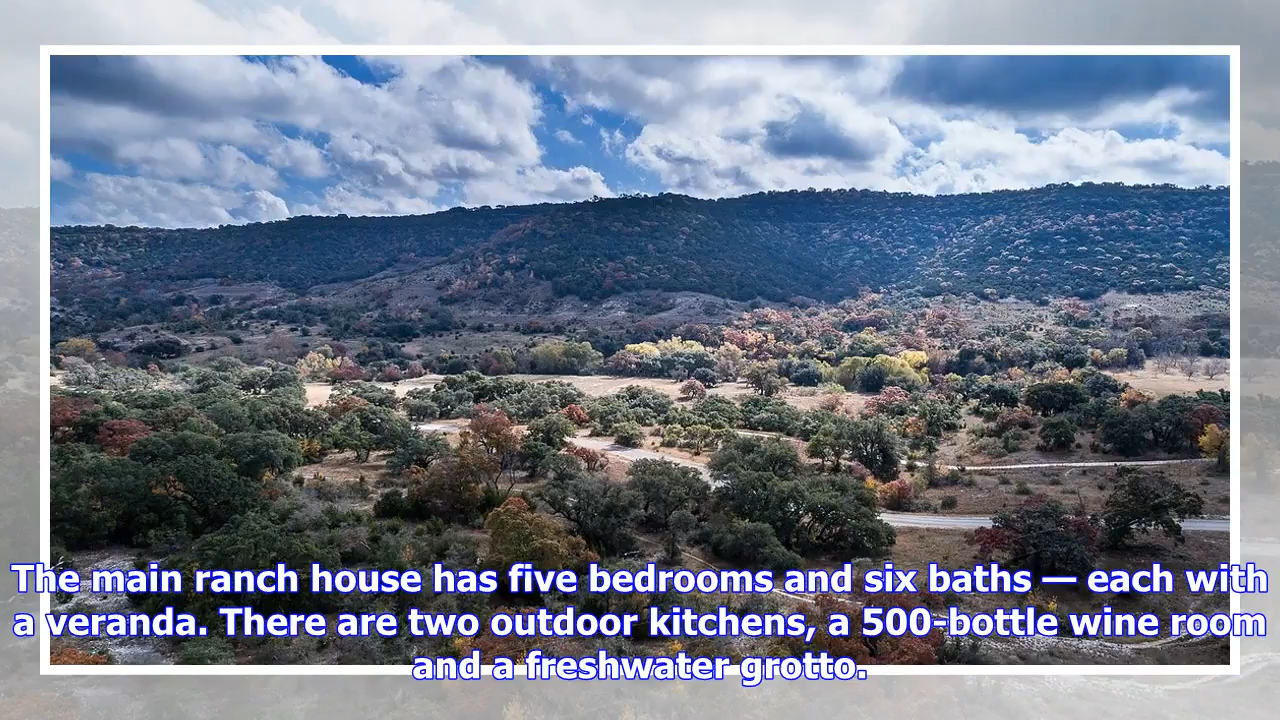 The main ranch house has five bedrooms and six baths — each with
a veranda. There are two outdoor kitchens, a 500-bottle wine room
and a freshwater grotto.